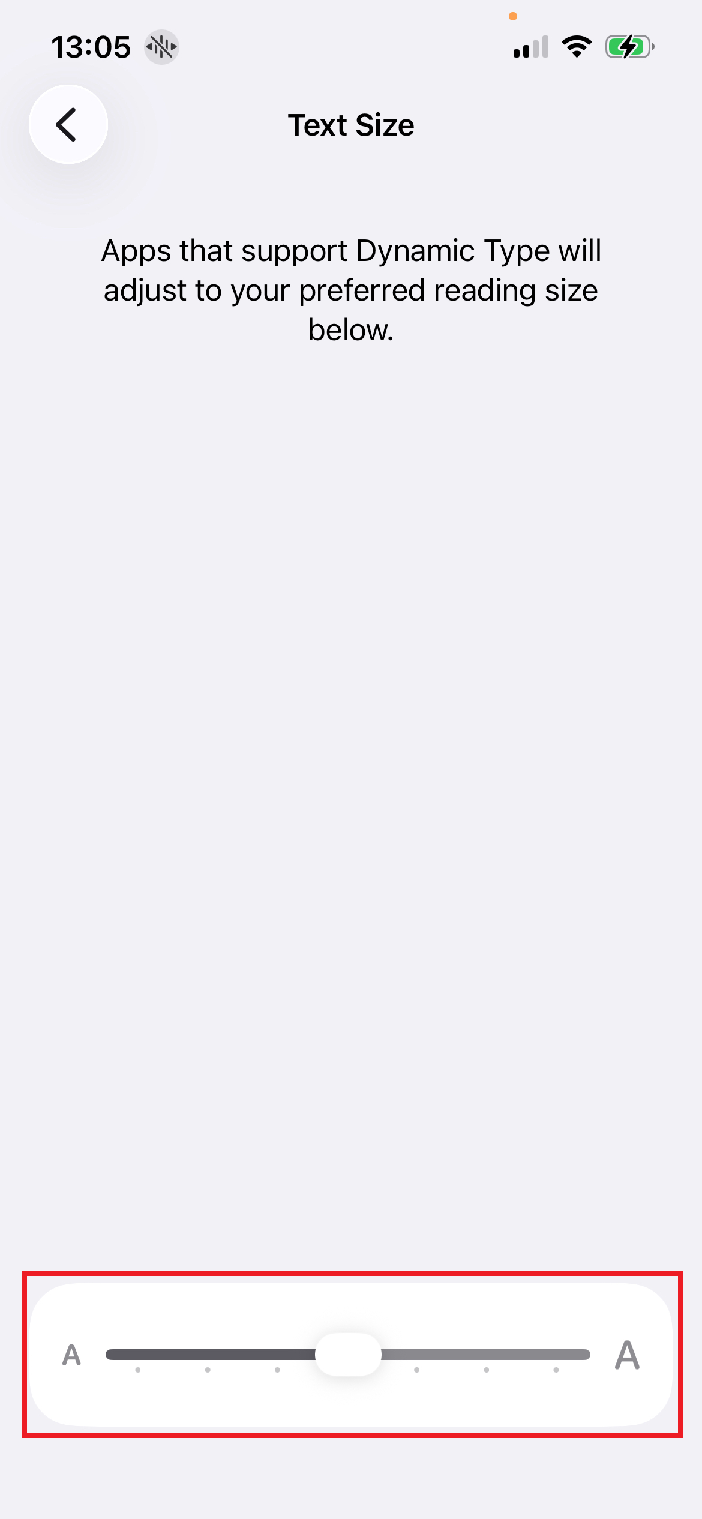 13:05
Text Size
Apps that support Dynamic Type will
adjust to your preferred reading size
below.
A A